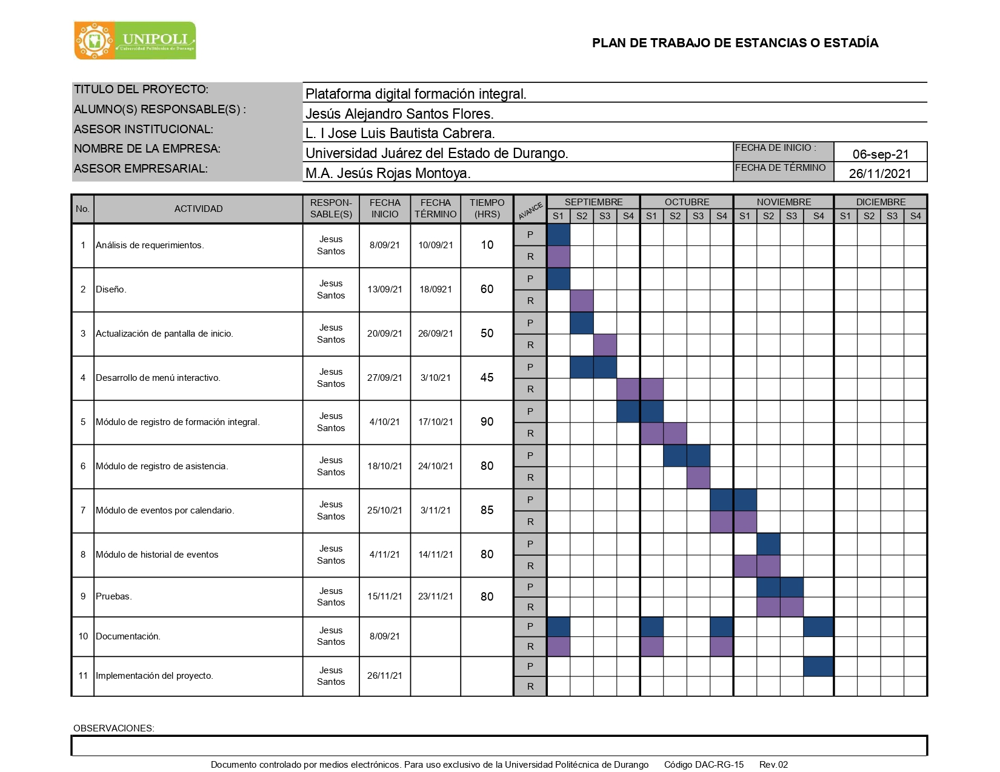 UNIPOLI
Universidad Politécnica de Durango
PLAN DE TRABAJO DE ESTANCIAS O ESTADÍA
TITULO DEL PROYECTO: Plataforma digital formación integral.
ALUMNO(S) RESPONSABLE(S) : Jesús Alejandro Santos Flores.
ASESOR INSTITUCIONAL: L. I Jose Luis Bautista Cabrera.
NOMBRE DE LA EMPRESA: Universidad Juárez del Estado de Durango. FECHA DE INICIO : 06-sep-21
ASESOR EMPRESARIAL: M.A. Jesús Rojas Montoya. FECHA DE TÉRMINO 26/11/2021
No. ACTIVIDAD RESPON-SABLE(S) FECHA INICIO FECHA TÉRMINO TIEMPO (HRS) AVANCE SEPTIEMBRE OCTUBRE NOVIEMBRE DICIEMBRE
S1 S2 S3 S4 S1 S2 S3 S4 S1 S2 S3 S4 S1 S2 S3 S4
1 Análisis de requerimientos. Jesus Santos 8/09/21 10/09/21 10 P
R
2 Diseño. Jesus Santos 13/09/21 18/0921 60 P
R
3 Actualización de pantalla de inicio. Jesus Santos 20/09/21 26/09/21 50 P
R
4 Desarrollo de menú interactivo. Jesus Santos 27/09/21 3/10/21 45 P
R
5 Módulo de registro de formación integral. Jesus Santos 4/10/21 17/10/21 90 P
R
6 Módulo de registro de asistencia. Jesus Santos 18/10/21 24/10/21 80 P
R
7 Módulo de eventos por calendario. Jesus Santos 25/10/21 3/11/21 85 P
R
8 Módulo de historial de eventos Jesus Santos 4/11/21 14/11/21 80 P
R
9 Pruebas. Jesus Santos 15/11/21 23/11/21 80 P
R
10 Documentación. Jesus Santos 8/09/21 P
R
11 Implementación del proyecto. Jesus Santos 26/11/21 P
R
OBSERVACIONES:
Documento controlado por medios electrónicos. Para uso exclusivo de la Universidad Politécnica de Durango Código DAC-RG-15 Rev.02